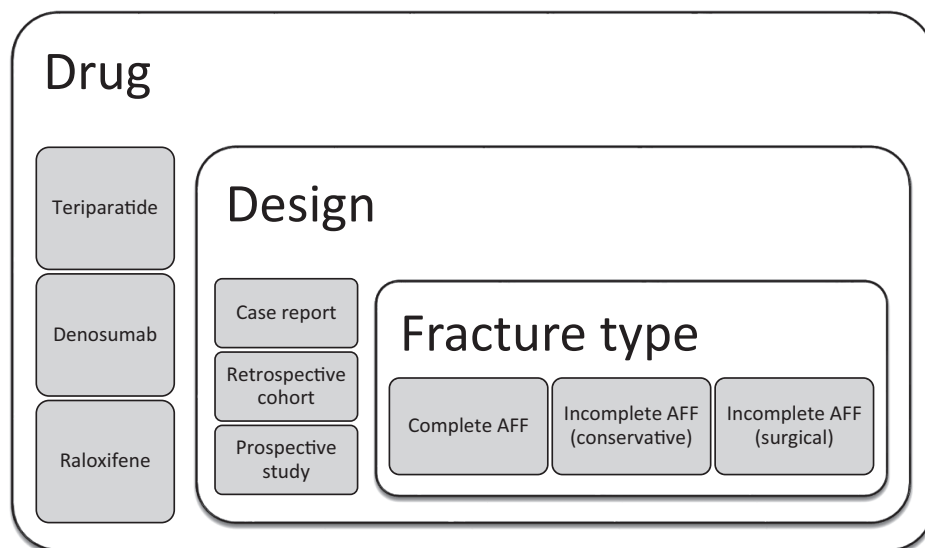 Drug
Teriparatide
Denosumab
Raloxifene
Design
Case report
Retrospective
cohort
Prospective
study
Fracture type
Complete AFF
Incomplete AFF
(conservative)
Incomplete AFF
(surgical)